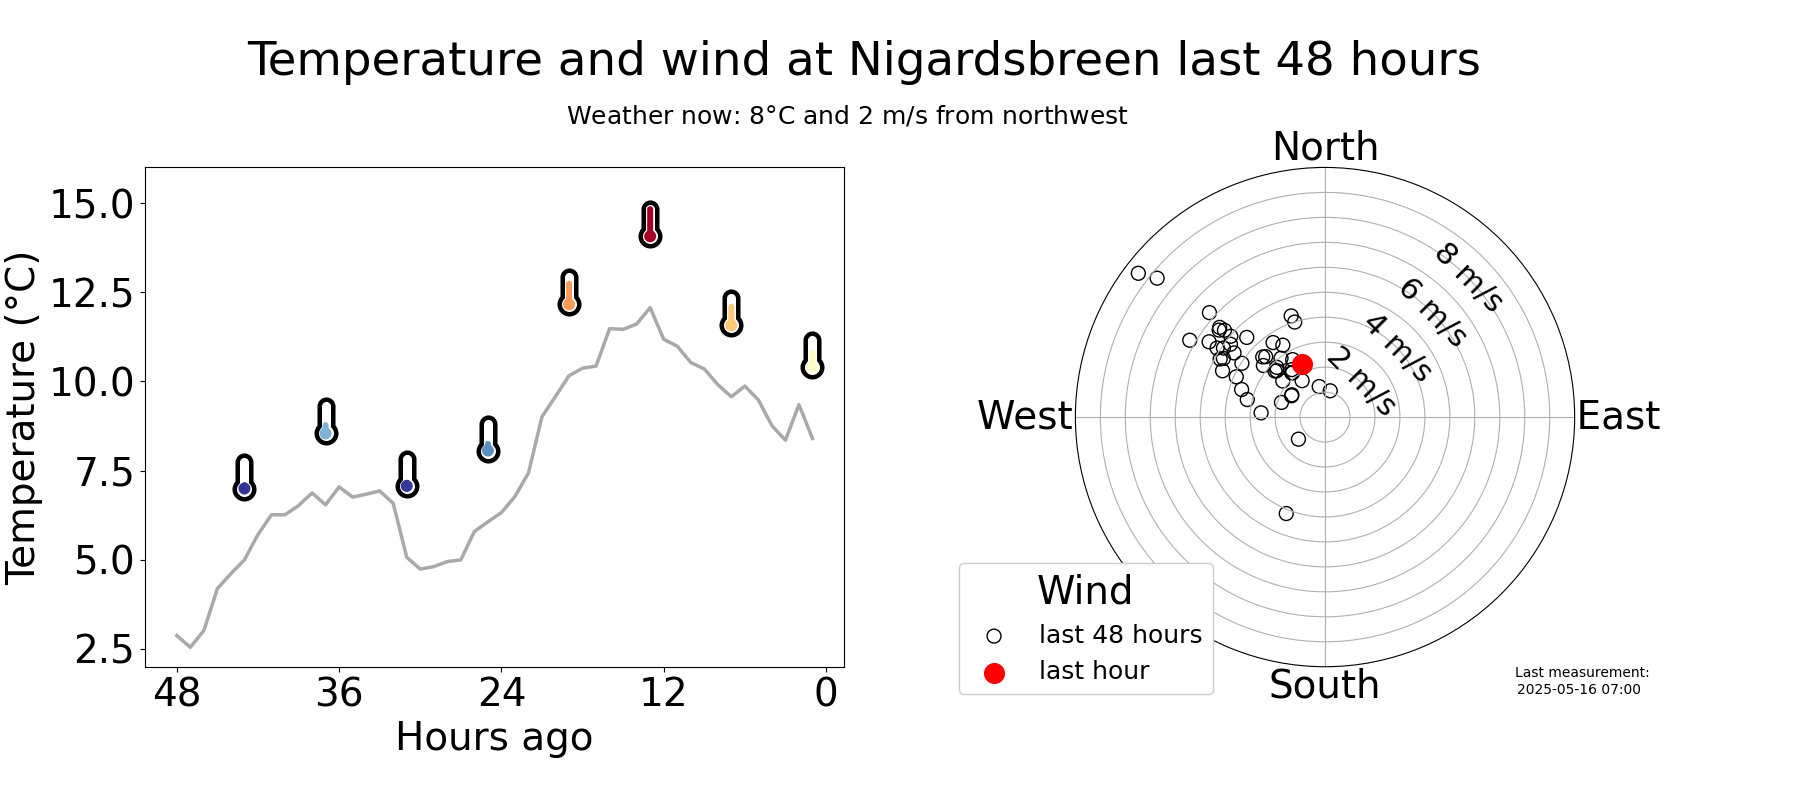 Temperature and wind at Nigardsbreen last 48 hours
Weather now: 8°C and 2 m/s from northwest
Temperature (°C)
15.0
12.5
10.0
7.5
5.0
2.5
48 36 24 12 0
Hours ago
North
8 m/s
6 m/s
4 m/s
2 m/s
West
East
South
Wind
last 48 hours
last hour
Last measurement:
2025-05-16 07:00